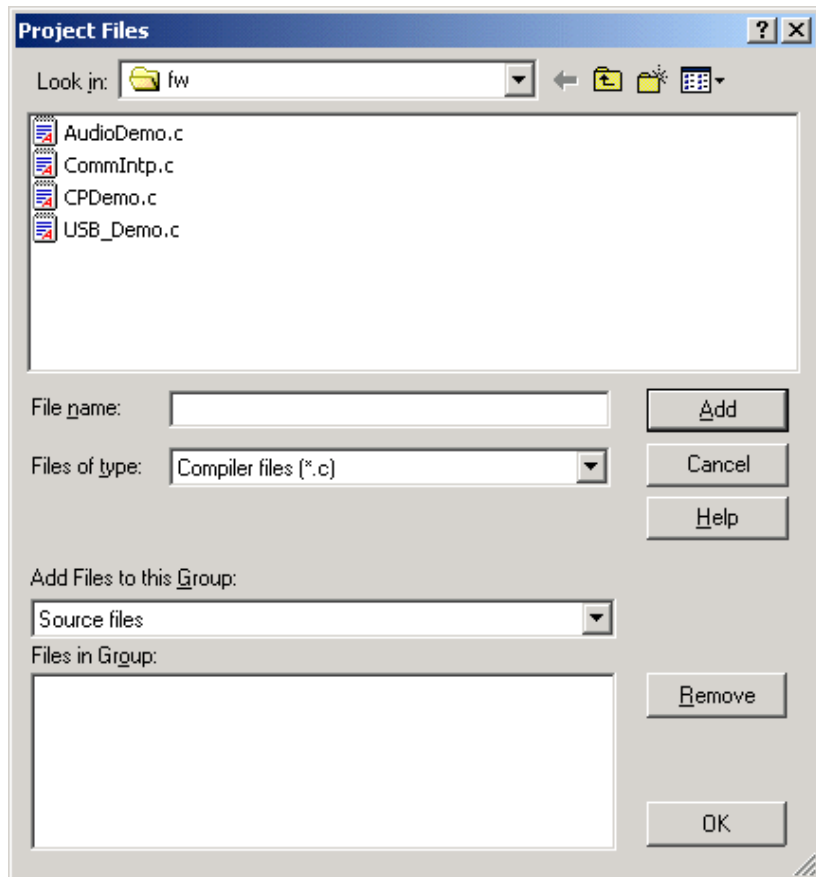 Project Files
Look in: fw
AudioDemo.c
CommIntp.c
CPDemo.c
USB_Demo.c
File name:
Add
Files of type: Compiler files (*.c)
Cancel
Help
Add Files to this Group:
Source files
Files in Group:
Remove
OK